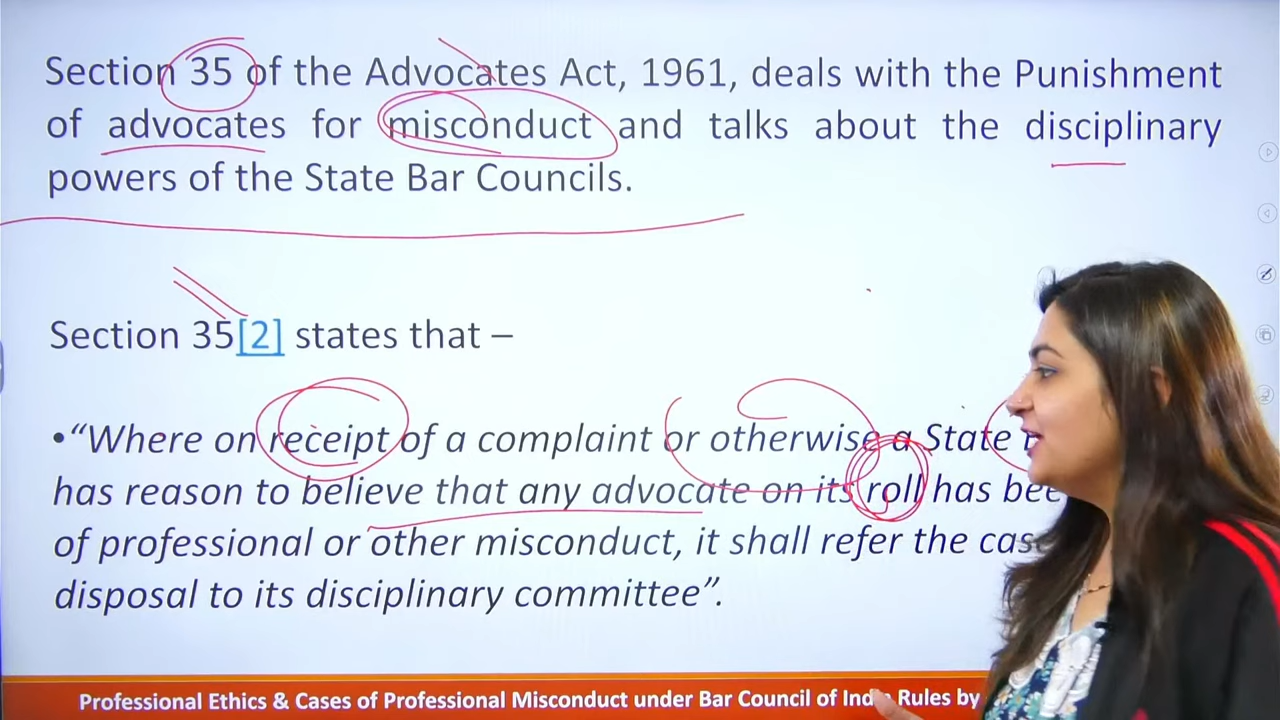 Section 35 of the Advocates Act, 1961, deals with the Punishment
of advocates for misconduct and talks about the disciplinary
powers of the State Bar Councils.
Section 35[2] states that –
•“Where on receipt of a complaint or otherwise a State
has reason to believe that any advocate on its roll has
of professional or other misconduct, it shall refer the
disposal to its disciplinary committee”.
Professional Ethics & Cases of Professional Misconduct under Bar Council of India Rules by